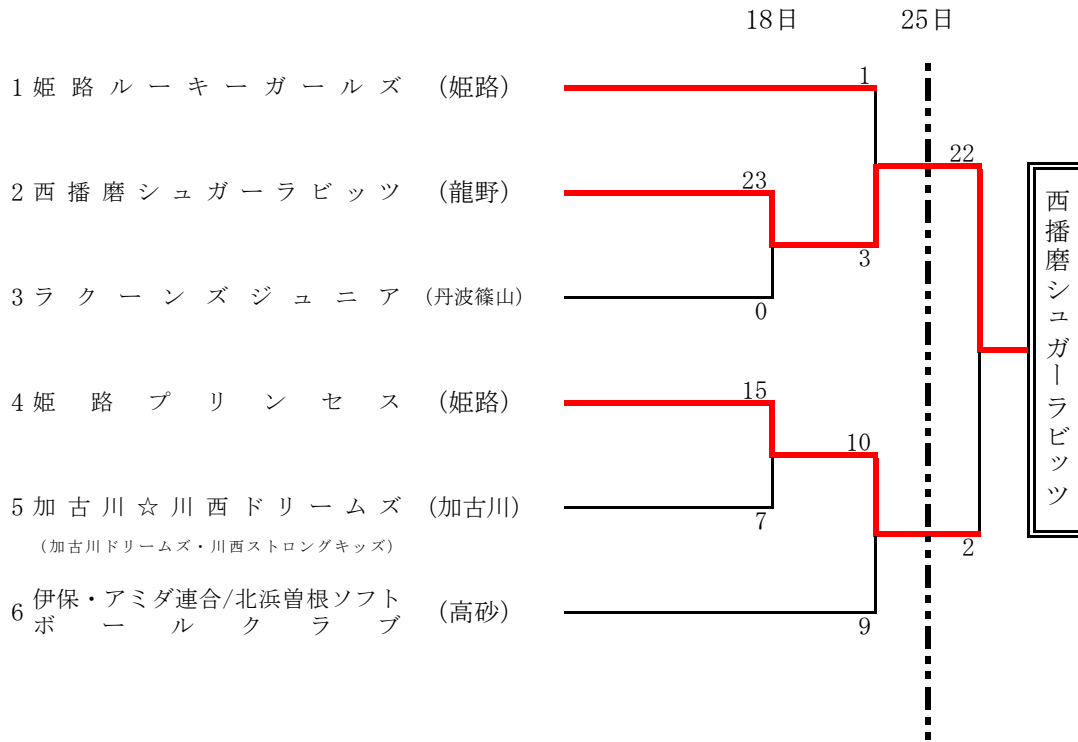 18日 25日
1 姫路ルーキーガールズ (姫路)
1
2 西播磨シュガーラビッツ (龍野)
23
22
3
3 ラクーンズジュニア (丹波篠山)
0
西播磨シュガーラビッツ
4 姫路プリンセス (姫路)
15
10
5 加古川☆川西ドリームズ (加古川)
7
(加古川ドリームズ・川西ストロングキッズ)
2
6 伊保・アミダ連合/北浜曽根ソフト
ボールクラブ (高砂)
9